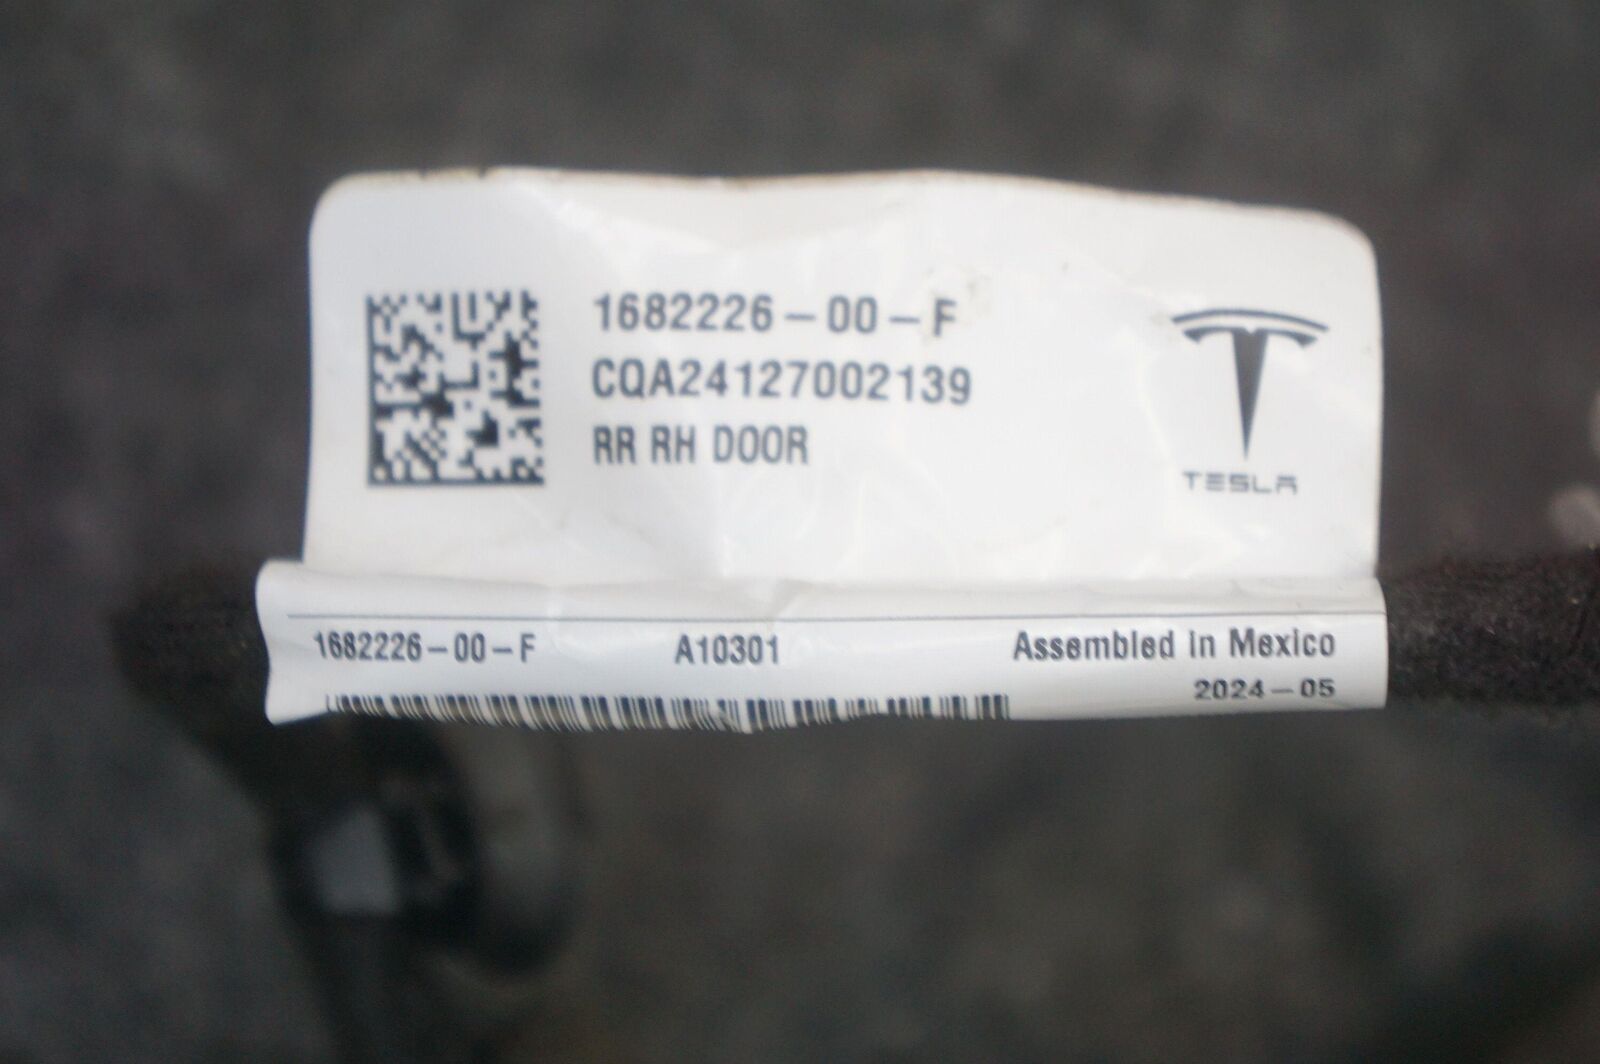 1682226-00-F
CQA24127002139
RR RH DOOR
TESLA
1682226-00-F A10301 Assembled in Mexico
2024-05